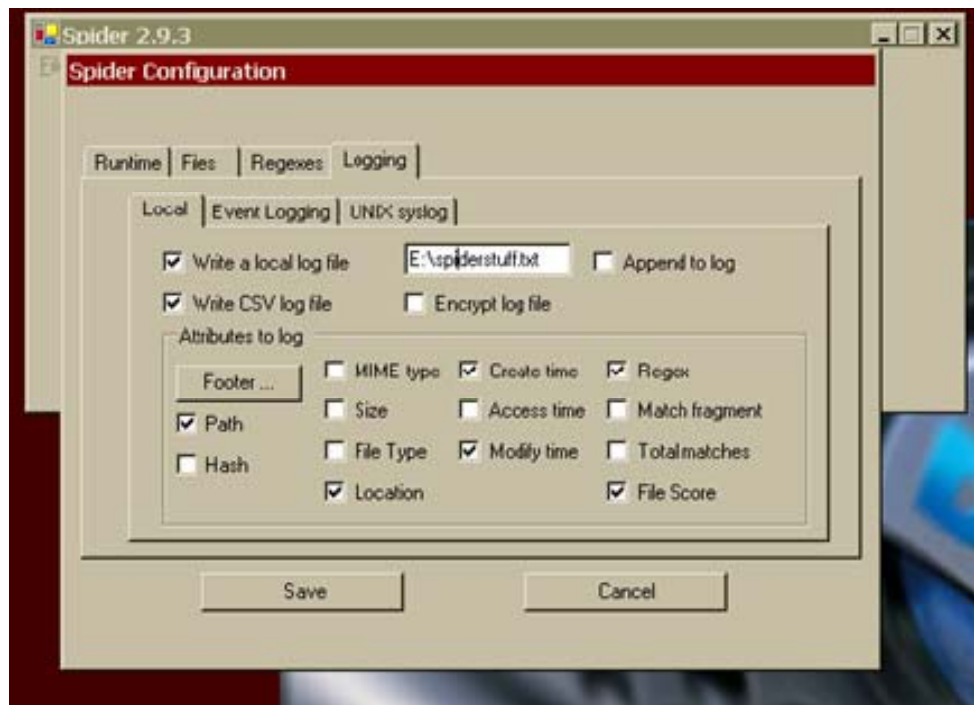 Spider 2.9.3
Spider Configuration
Runtime Files Regexes Logging
Local Event Logging UNIX syslog
Write a local log file E:\spiderstuff.txt Append to log
Write CSV log file Encrypt log file
Attributes to log
Footer ... MIME type Create time Regex
Path Size Access time Match fragment
Hash File Type Modify time Total matches
Location File Score
Save Cancel